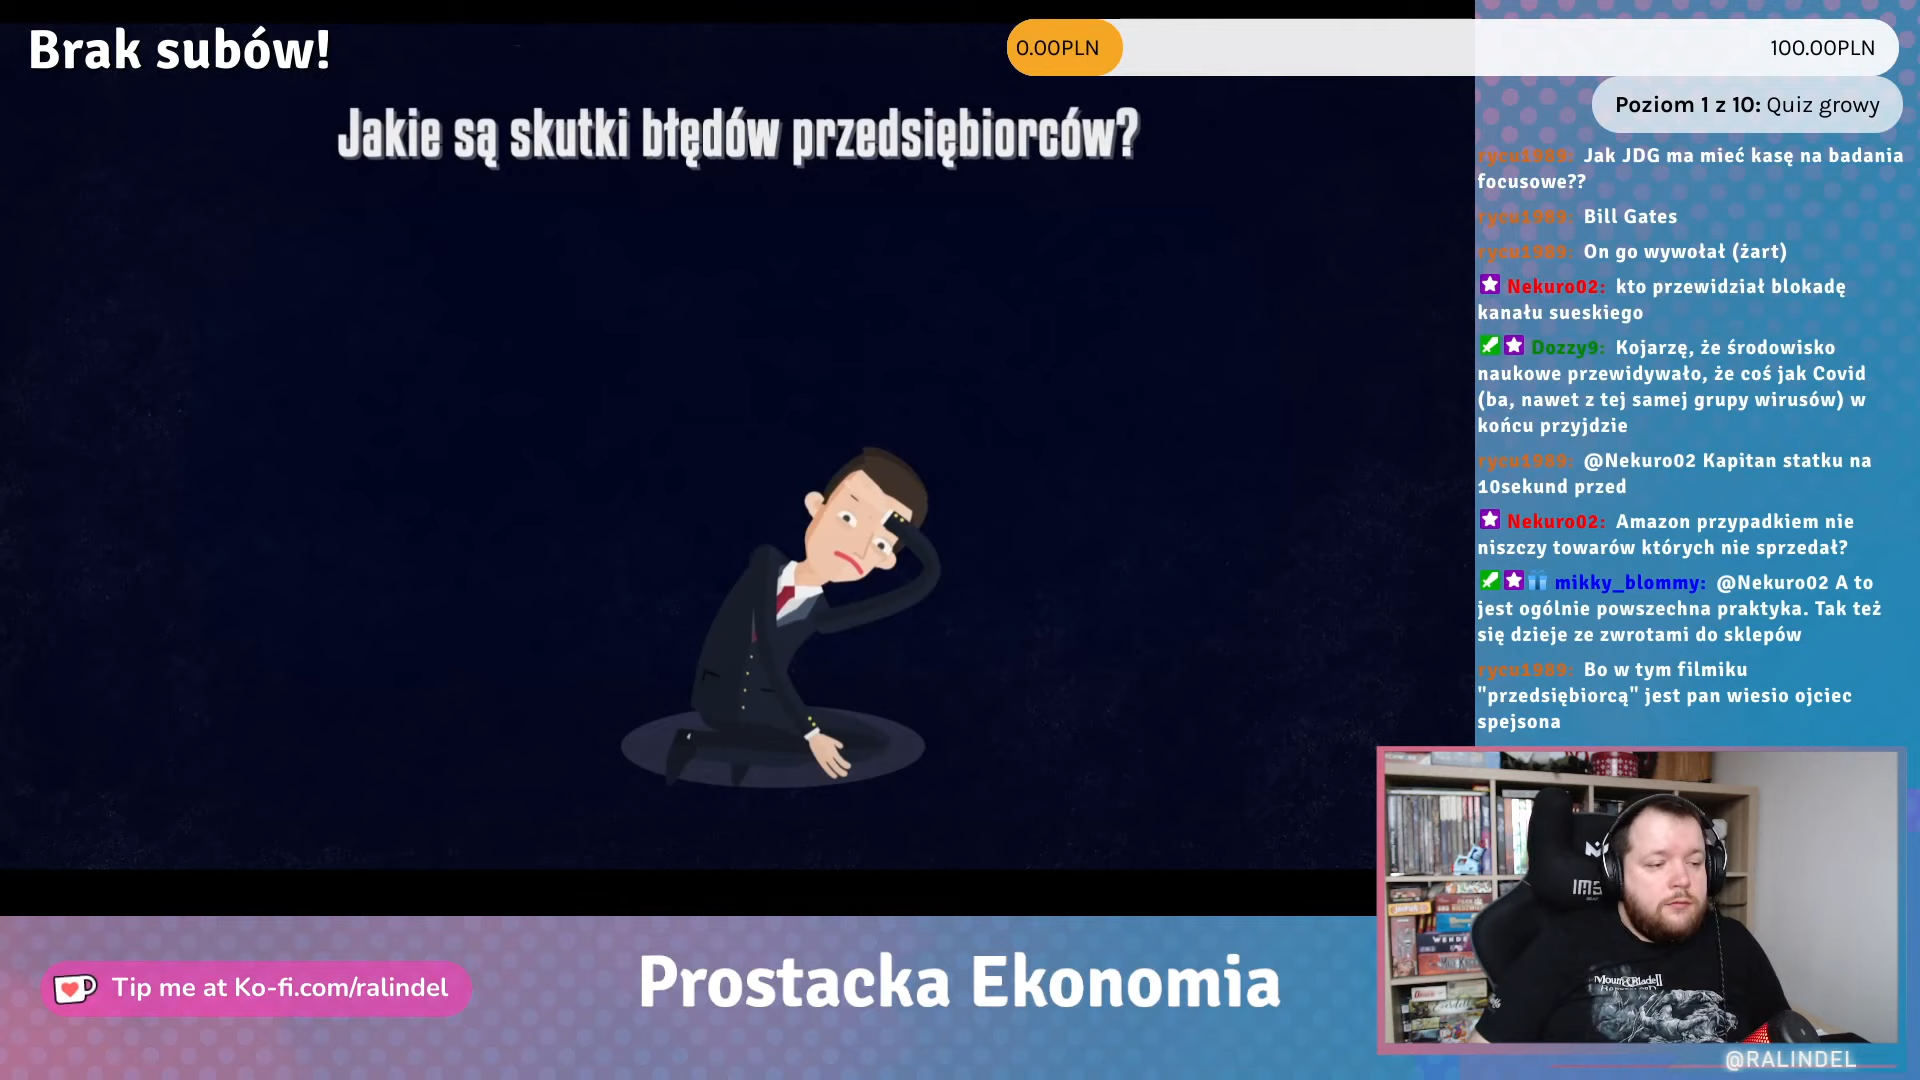 Brak subów!
0.00PLN
100.00PLN
Poziom 1 z 10: Quiz growy
Jakie są skutki błędów przedsiębiorców?
rycu1989: Jak JDG ma mieć kasę na badania
focusowe??
rycu1989: Bill Gates
rycu1989: On go wywołał (żart)
Nekuro02: kto przewidział blokadę
kanału sueskiego
Dozzy9: Kojarzę, że środowisko
naukowe przewidywało, że coś jak Covid
(ba, nawet z tej samej grupy wirusów) w
końcu przyjdzie
rycu1989: @Nekuro02 Kapitan statku na
10sekund przed
Nekuro02: Amazon przypadkiem nie
niszczy towarów których nie sprzedał?
mikky_blommy: @Nekuro02 A to
jest ogólnie powszechna praktyka. Tak też
się dzieje ze zwrotami do sklepów
rycu1989: Bo w tym filmiku
"przedsiębiorcą" jest pan wiesio ojciec
spejsona
Tip me at Ko-fi.com/ralindel
Prostacka Ekonomia
@RALINDEL